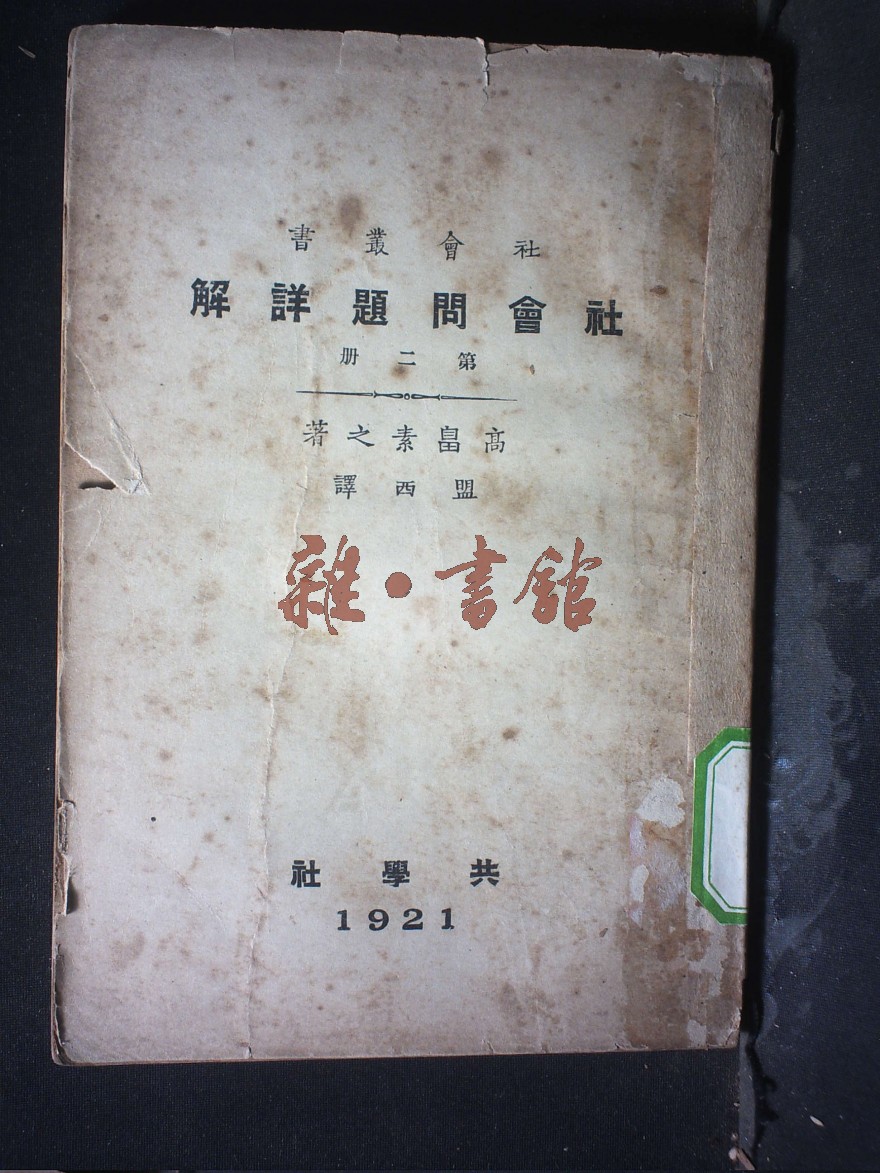 社會叢書
社會問題詳解
第二册
高畠素之著
盟西譯
雜·書館
共學社
1921